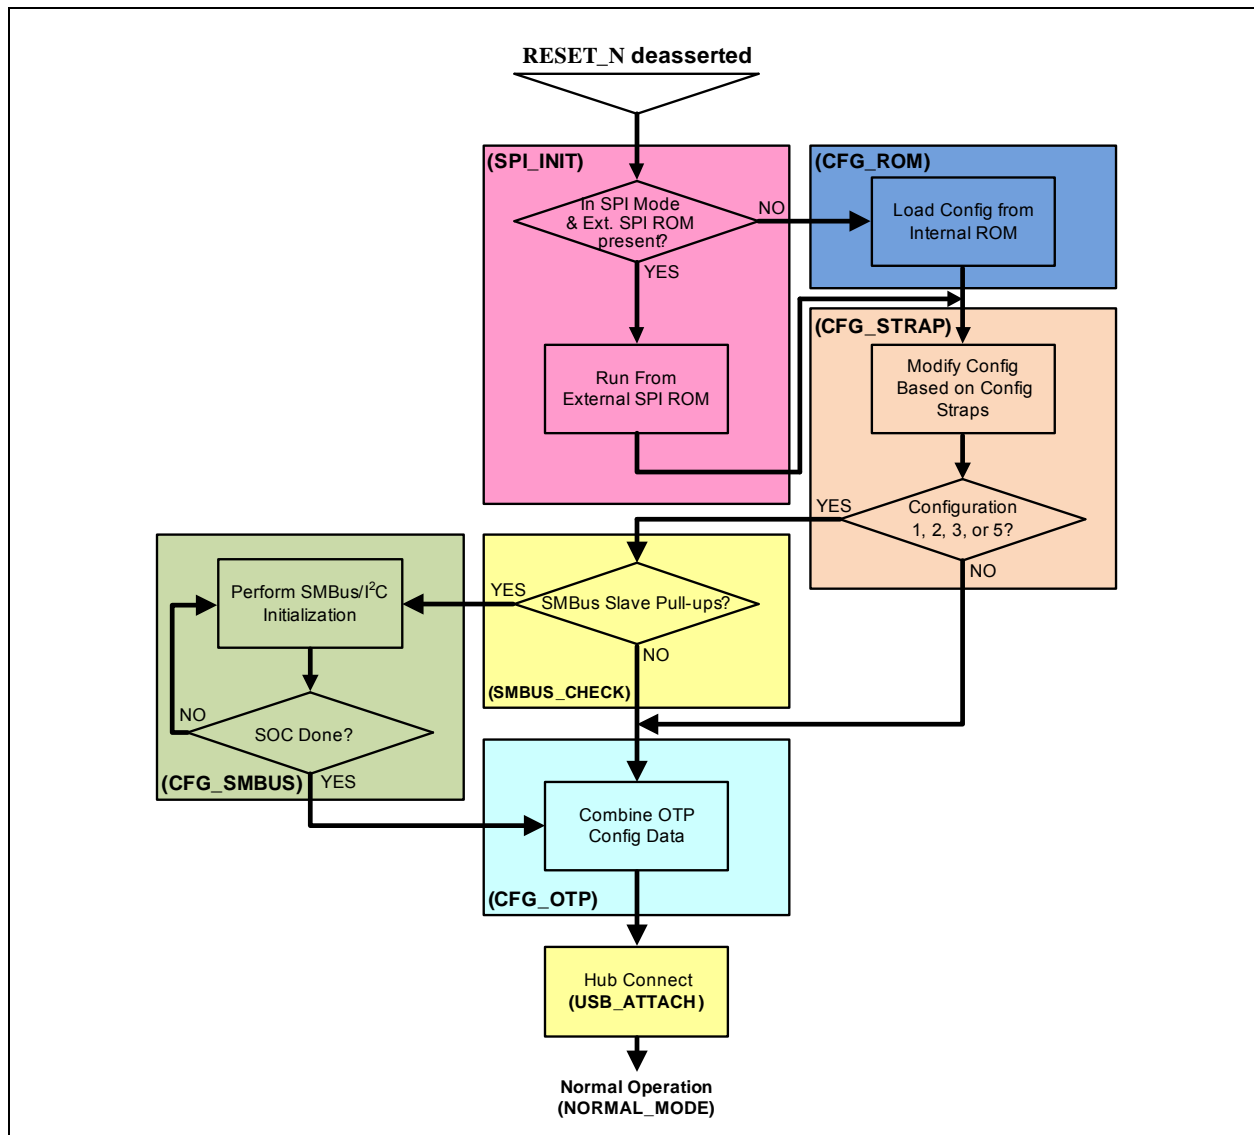 RESET_N deasserted
(SPI_INIT)
In SPI Mode
& Ext. SPI ROM
present?
NO
YES
Run From
External SPI ROM
(CFG_ROM)
Load Config from
Internal ROM
(CFG_STRAP)
Modify Config
Based on Config
Straps
Configuration
1, 2, 3, or 5?
YES
NO
SMBus Slave Pull-ups?
YES
NO
(SMBUS_CHECK)
Perform SMBus/I²C
Initialization
SOC Done?
NO
YES
(CFG_SMBUS)
Combine OTP
Config Data
(CFG_OTP)
Hub Connect
(USB_ATTACH)
Normal Operation
(NORMAL_MODE)